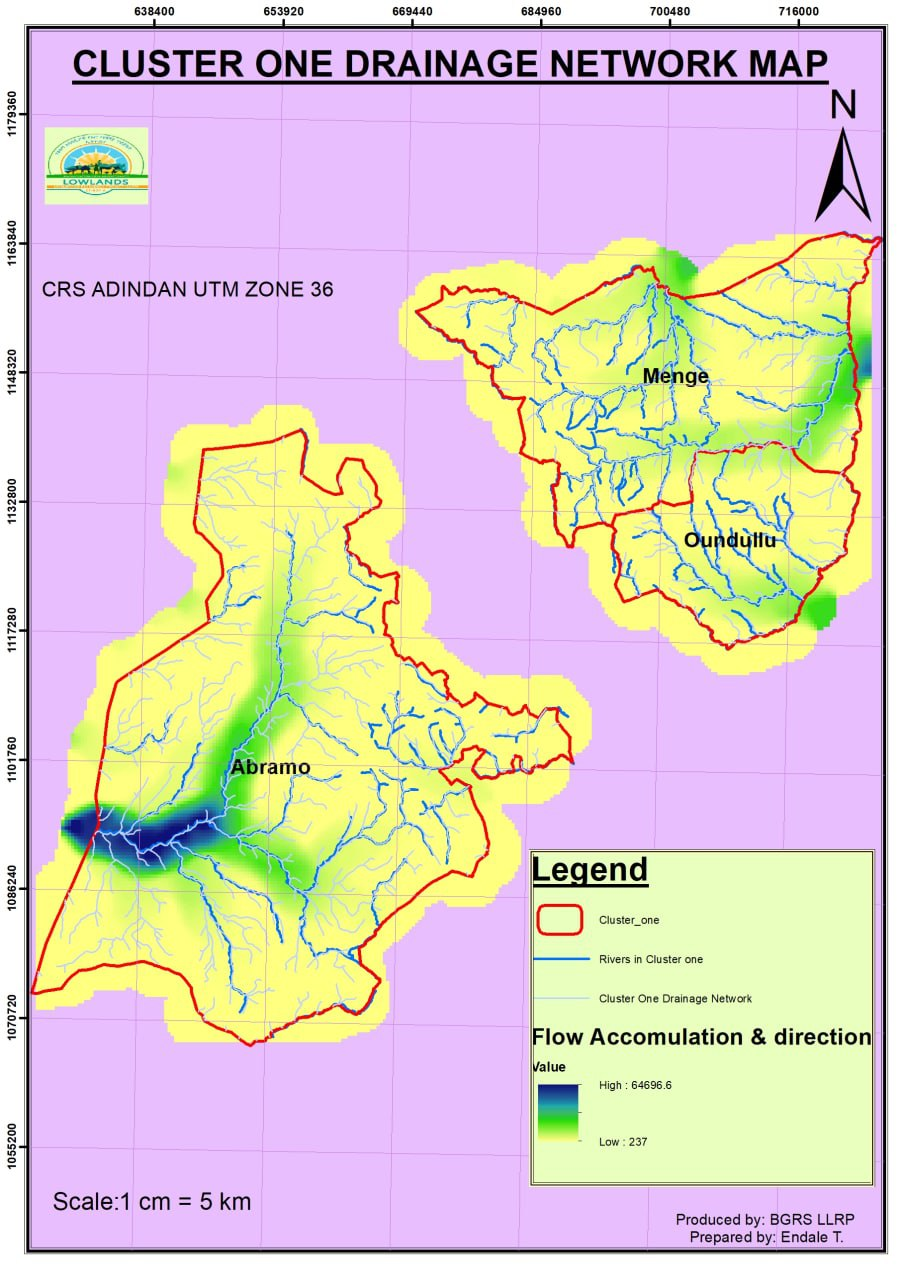 638400 653920 669440 684960 700480 716000
CLUSTER ONE DRAINAGE NETWORK MAP
N
1179360
1163840
1148320
1132800
1117280
1101760
1086240
1070720
1055200
LOWLANDS
CRS ADINDAN UTM ZONE 36
Menge
Oundullu
Abramo
Legend
Cluster_one
Rivers in Cluster one
Cluster One Drainage Network
Flow Accomulation & direction
Value
High : 64696.6
Low : 237
Scale:1 cm = 5 km
Produced by: BGRS LLRP
Prepared by: Endale T.